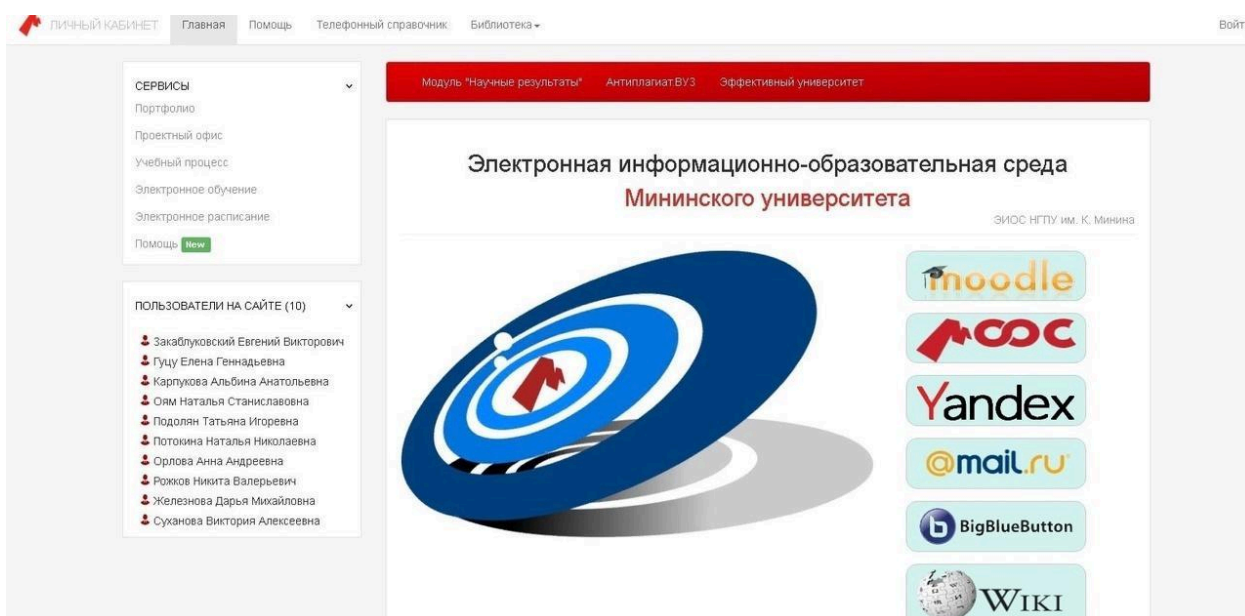 ЛИЧНЫЙ КАБИНЕТ Главная Помощь Телефонный справочник Библиотека Войт
СЕРВИСЫ
Портфолио
Проектный офис
Учебный процесс
Электронное обучение
Электронное расписание
Помощь New
ПОЛЬЗОВАТЕЛИ НА САЙТЕ (10)
Закаблуковский Евгений Викторович
Гуцу Елена Геннадьевна
Карпукова Альбина Анатольевна
Оям Наталья Станиславовна
Подолян Татьяна Игоревна
Потокина Наталья Николаевна
Орлова Анна Андреевна
Рожков Никита Валерьевич
Железнова Дарья Михайловна
Суханова Виктория Алексеевна
Модуль "Научные результаты" Антиплагиат.ВУЗ Эффективный университет
Электронная информационно-образовательная среда
Мининского университета
ЭИОС НГПУ им. К. Минина
moodle
МООС
Yandex
@mail.ru
BigBlueButton
WIKI